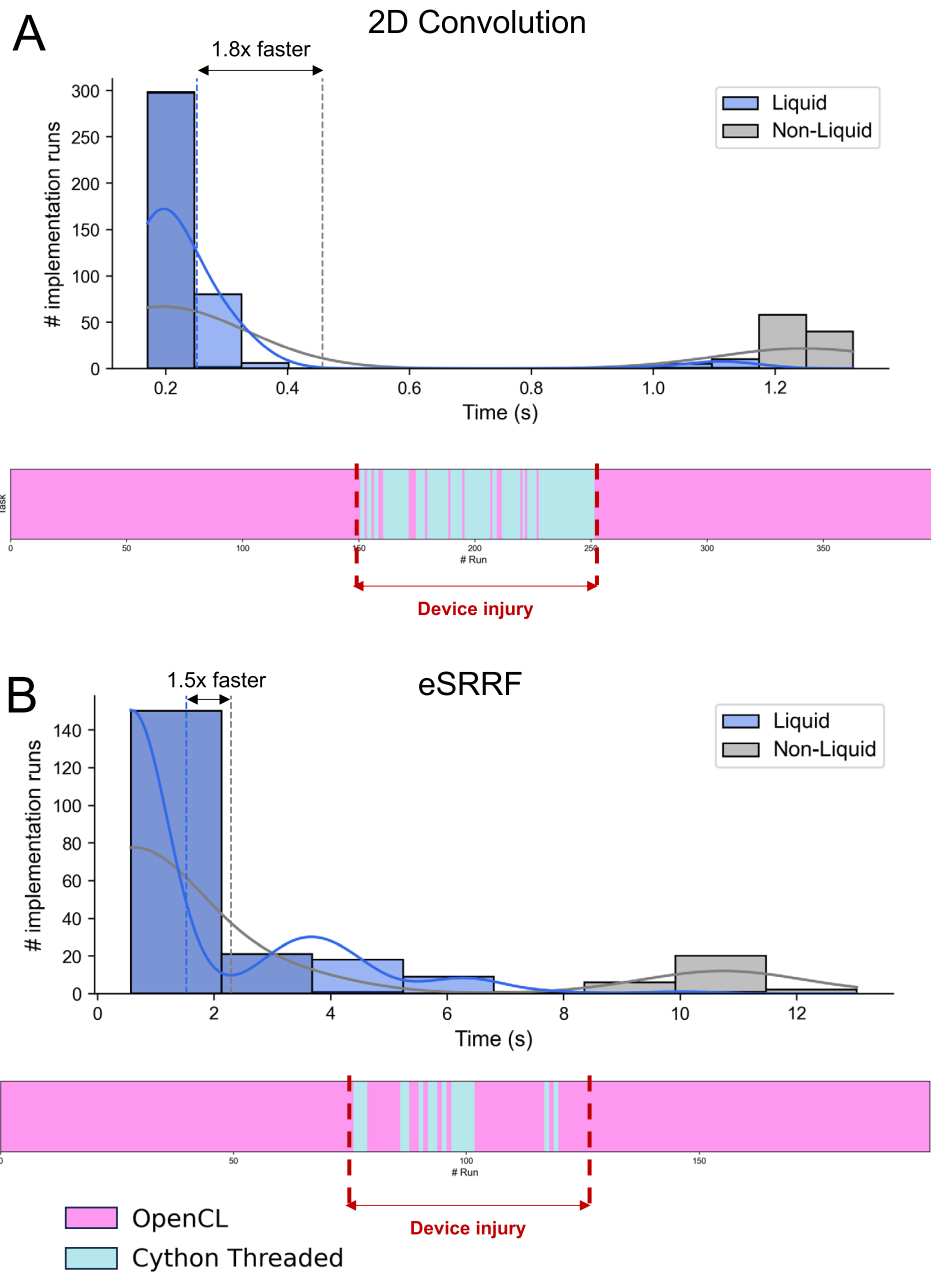 A
2D Convolution
1.8x faster
# implementation runs
300
250
200
150
100
50
0
Liquid
Non-Liquid
0.2 0.4 0.6 0.8 1.0 1.2
Time (s)
Task
0 50 100 150 200 250 300 350
# Run
Device injury
B
eSRRF
1.5x faster
# implementation runs
140
120
100
80
60
40
20
0
Liquid
Non-Liquid
0 2 4 6 8 10 12
Time (s)
0 50 100 150
# Run
Device injury
OpenCL
Cython Threaded